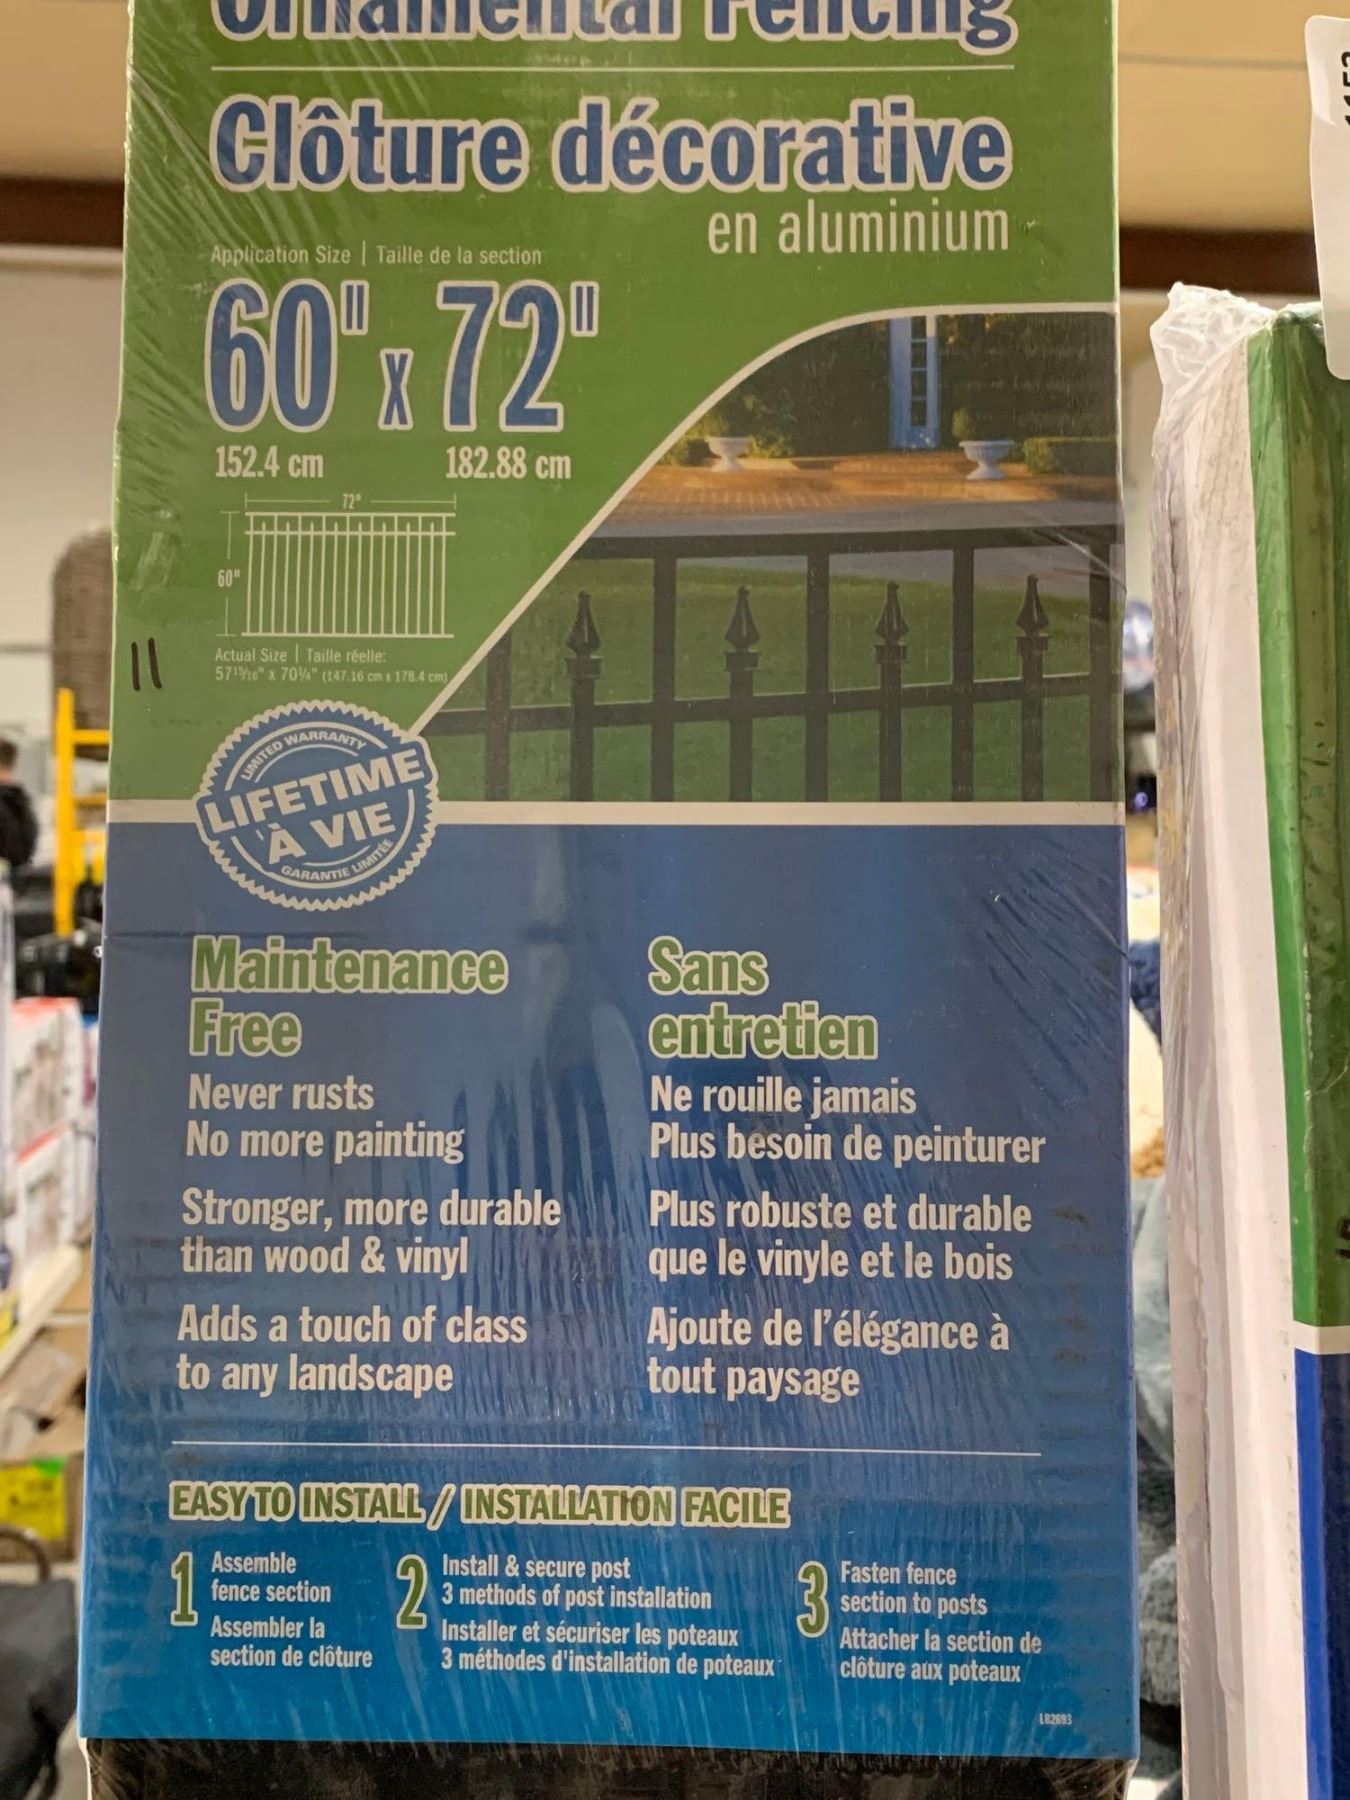 Ornamental Fencing
Clôture décorative
en aluminium
Application Size | Taille de la section
60" x 72"
152.4 cm 182.88 cm
72"
60"
Actual Size | Taille réelle:
57 15/16" x 70 1/4" (147.16 cm x 178.4 cm)
11
LIMITED WARRANTY
LIFETIME
À VIE
GARANTIE LIMITÉE
Maintenance
Free
Never rusts
No more painting
Stronger, more durable
than wood & vinyl
Adds a touch of class
to any landscape
Sans
entretien
Ne rouille jamais
Plus besoin de peinturer
Plus robuste et durable
que le vinyle et le bois
Ajoute de l'élégance à
tout paysage
EASY TO INSTALL / INSTALLATION FACILE
1 Assemble
fence section
Assembler la
section de clôture
2 Install & secure post
3 methods of post installation
Installer et sécuriser les poteaux
3 méthodes d'installation de poteaux
3 Fasten fence
section to posts
Attacher la section de
clôture aux poteaux
LB2693